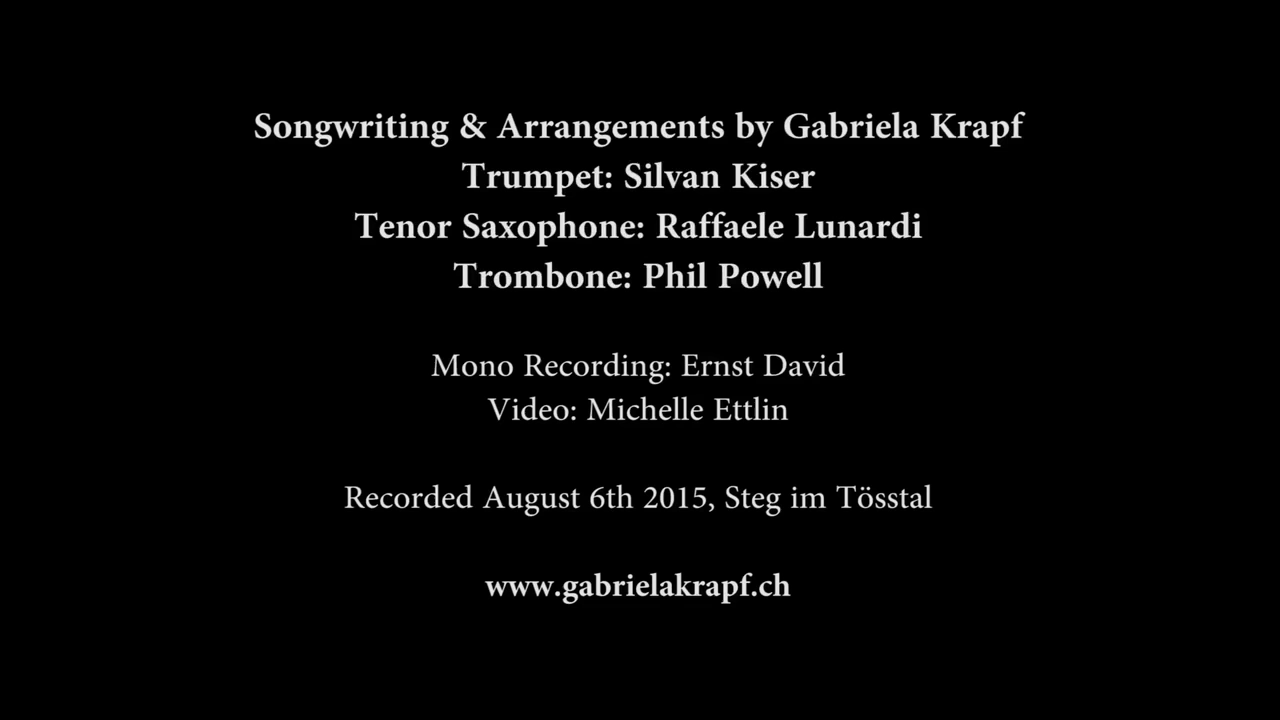 Songwriting & Arrangements by Gabriela Krapf
Trumpet: Silvan Kiser
Tenor Saxophone: Raffaele Lunardi
Trombone: Phil Powell
Mono Recording: Ernst David
Video: Michelle Ettlin
Recorded August 6th 2015, Steg im Tösstal
www.gabrielakrapf.ch